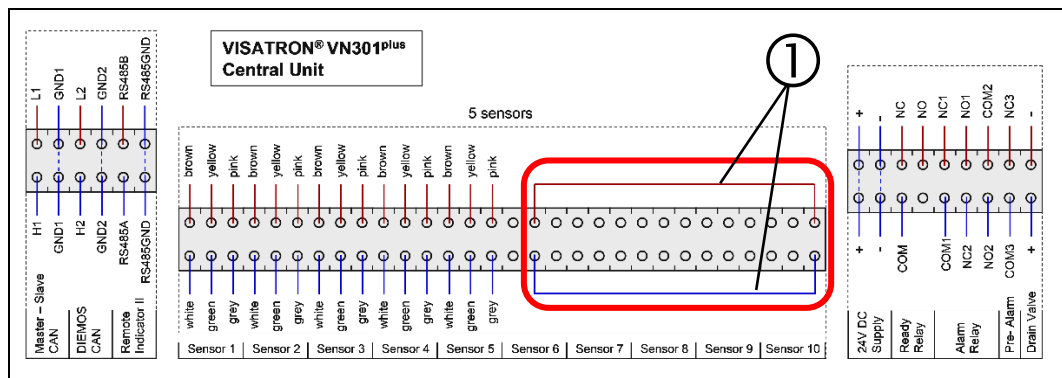 VISATRON® VN301plus
Central Unit
①
5 sensors
L1 GND1 L2 GND2 RS485B RS485GND
H1 GND1 H2 GND2 RS485A RS485GND
Master – Slave CAN
DIEMOS CAN
Remote Indicator II
brown yellow pink brown yellow pink brown yellow pink brown yellow pink brown yellow pink
white green grey white green grey white green grey white green grey white green grey
Sensor 1 Sensor 2 Sensor 3 Sensor 4 Sensor 5 Sensor 6 Sensor 7 Sensor 8 Sensor 9 Sensor 10
+ - NC NO NC1 NO1 COM2 NC3 -
+ - COM COM1 NC2 NO2 COM3 +
24V DC Supply
Ready Relay
Alarm Relay
Pre- Alarm
Drain Valve